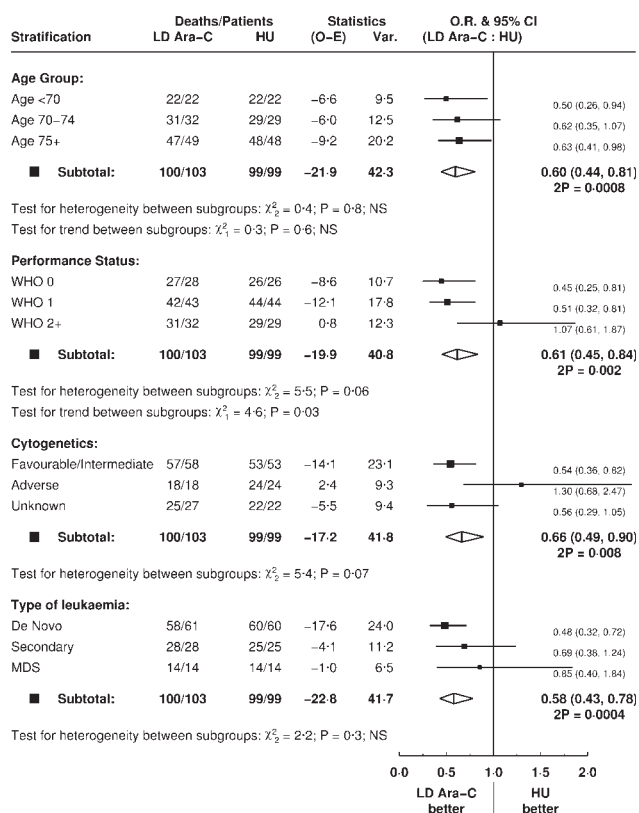 Deaths/Patients Statistics O.R. & 95% CI
Stratification LD Ara−C HU (O−E) Var. (LD Ara−C : HU)
Age Group:
Age <70 22/22 22/22 −6·6 9·5 0.50 (0.26, 0.94)
Age 70−74 31/32 29/29 −6·0 12·5 0.62 (0.35, 1.07)
Age 75+ 47/49 48/48 −9·2 20·2 0.63 (0.41, 0.98)
Subtotal: 100/103 99/99 −21·9 42·3 0.60 (0.44, 0.81)
2P = 0·0008
Test for heterogeneity between subgroups: χ²₂ = 0·4; P = 0·8; NS
Test for trend between subgroups: χ²₁ = 0·3; P = 0·6; NS
Performance Status:
WHO 0 27/28 26/26 −8·6 10·7 0.45 (0.25, 0.81)
WHO 1 42/43 44/44 −12·1 17·8 0.51 (0.32, 0.81)
WHO 2+ 31/32 29/29 0·8 12·3 1.07 (0.61, 1.87)
Subtotal: 100/103 99/99 −19·9 40·8 0.61 (0.45, 0.84)
2P = 0·002
Test for heterogeneity between subgroups: χ²₂ = 5·5; P = 0·06
Test for trend between subgroups: χ²₁ = 4·6; P = 0·03
Cytogenetics:
Favourable/Intermediate 57/58 53/53 −14·1 23·1 0.54 (0.36, 0.82)
Adverse 18/18 24/24 2·4 9·3 1.30 (0.68, 2.47)
Unknown 25/27 22/22 −5·5 9·4 0.56 (0.29, 1.05)
Subtotal: 100/103 99/99 −17·2 41·8 0.66 (0.49, 0.90)
2P = 0·008
Test for heterogeneity between subgroups: χ²₂ = 5·4; P = 0·07
Type of leukaemia:
De Novo 58/61 60/60 −17·6 24·0 0.48 (0.32, 0.72)
Secondary 28/28 25/25 −4·1 11·2 0.69 (0.38, 1.24)
MDS 14/14 14/14 −1·0 6·5 0.85 (0.40, 1.84)
Subtotal: 100/103 99/99 −22·8 41·7 0.58 (0.43, 0.78)
2P = 0·0004
Test for heterogeneity between subgroups: χ²₂ = 2·2; P = 0·3; NS
0·0 0·5 1·0 1·5 2·0
LD Ara−C HU
better better